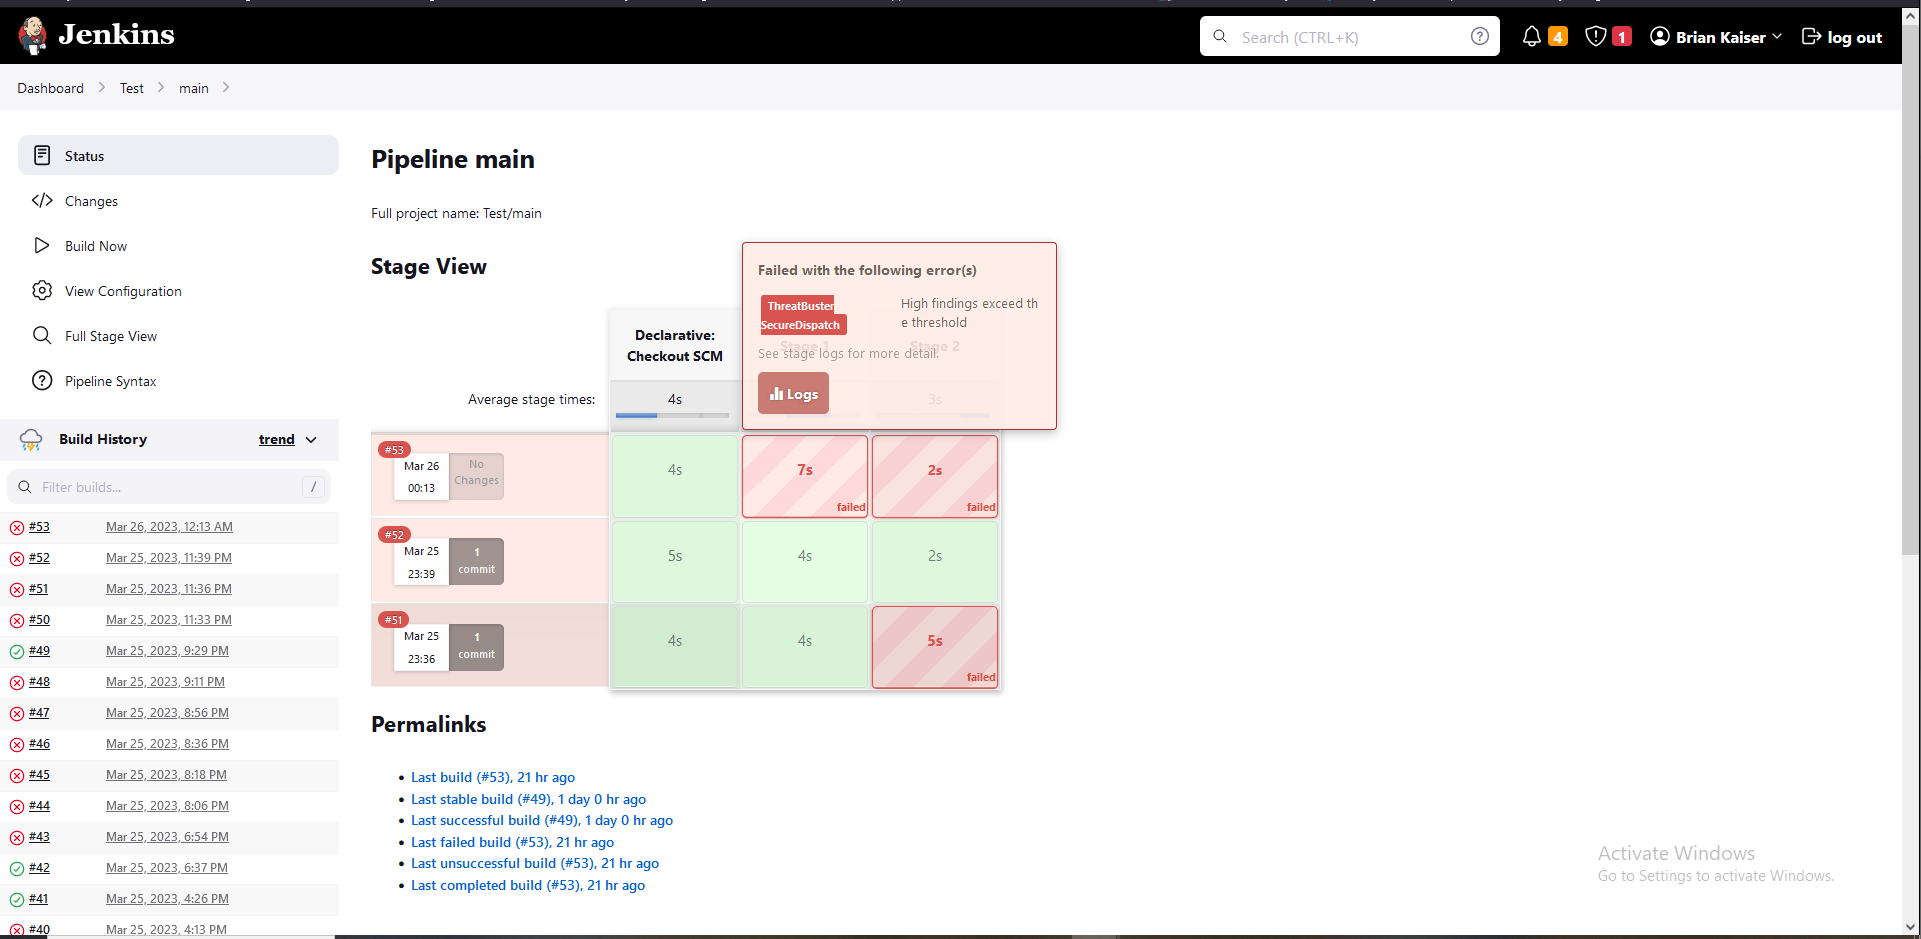 Jenkins
Search (CTRL+K)
4
1
Brian Kaiser
log out
Dashboard
Test
main
Status
Changes
Build Now
View Configuration
Full Stage View
Pipeline Syntax
Build History
trend
Filter builds...
/
#53 Mar 26, 2023, 12:13 AM
#52 Mar 25, 2023, 11:39 PM
#51 Mar 25, 2023, 11:36 PM
#50 Mar 25, 2023, 11:33 PM
#49 Mar 25, 2023, 9:29 PM
#48 Mar 25, 2023, 9:11 PM
#47 Mar 25, 2023, 8:56 PM
#46 Mar 25, 2023, 8:36 PM
#45 Mar 25, 2023, 8:18 PM
#44 Mar 25, 2023, 8:06 PM
#43 Mar 25, 2023, 6:54 PM
#42 Mar 25, 2023, 6:37 PM
#41 Mar 25, 2023, 4:26 PM
#40 Mar 25, 2023, 4:13 PM
Pipeline main
Full project name: Test/main
Stage View
Failed with the following error(s)
ThreatBuster
SecureDispatch
High findings exceed th
e threshold
See stage logs for more detail.
Logs
Declarative:
Checkout SCM
Stage 1
Stage 2
Average stage times:
4s
3s
#53
Mar 26
00:13
No
Changes
4s
7s
failed
2s
failed
#52
Mar 25
23:39
1
commit
5s
4s
2s
#51
Mar 25
23:36
1
commit
4s
4s
5s
failed
Permalinks
Last build (#53), 21 hr ago
Last stable build (#49), 1 day 0 hr ago
Last successful build (#49), 1 day 0 hr ago
Last failed build (#53), 21 hr ago
Last unsuccessful build (#53), 21 hr ago
Last completed build (#53), 21 hr ago
Activate Windows
Go to Settings to activate Windows.